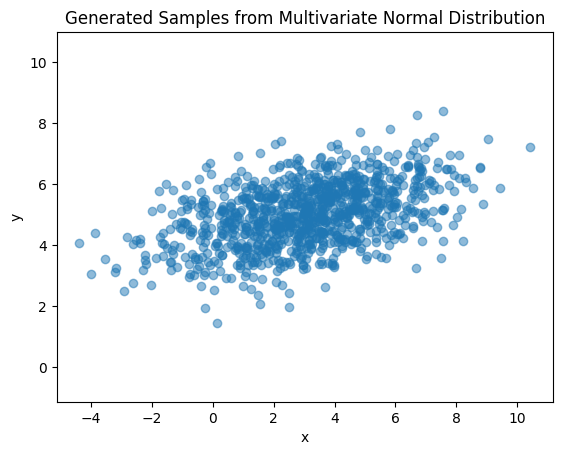 Generated Samples from Multivariate Normal Distribution
10
8
6
4
2
0
y
−4 −2 0 2 4 6 8 10
x